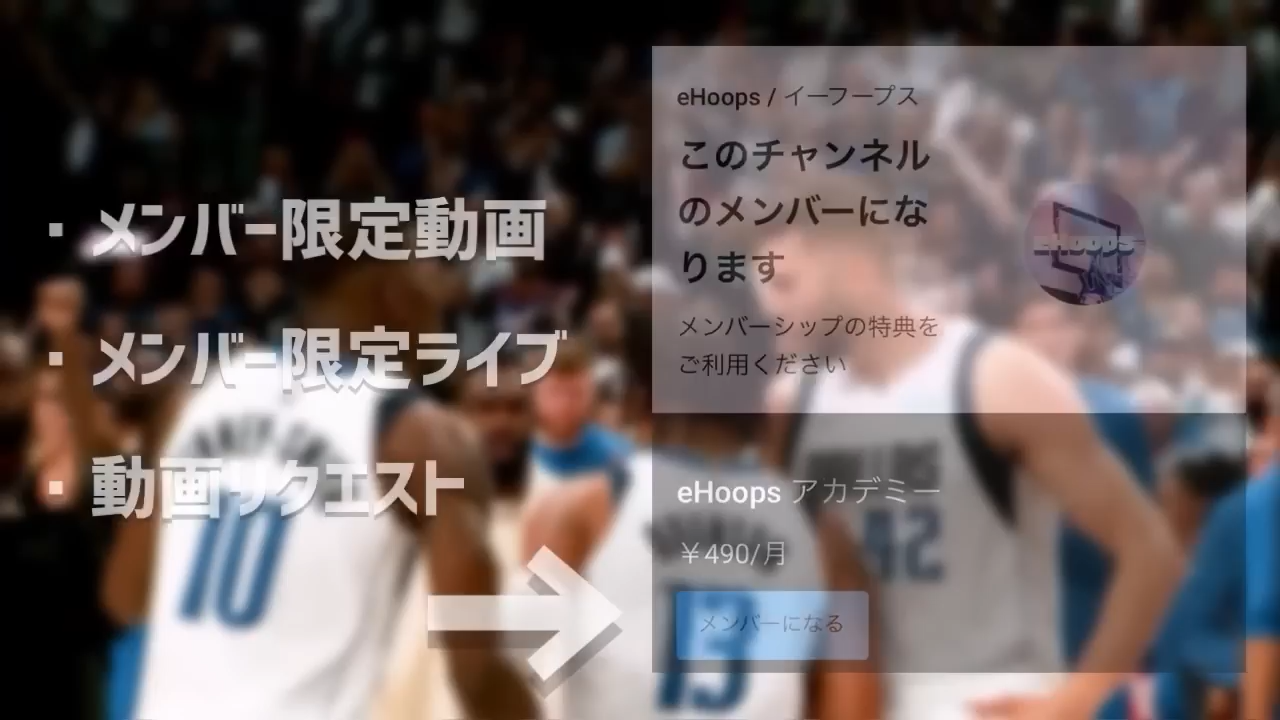 ・メンバー限定動画
・メンバー限定ライブ
・動画リクエスト
eHoops / イーフープス
このチャンネル
のメンバーにな
ります
EHOOPS
メンバーシップの特典を
ご利用ください
eHoops アカデミー
￥490/月
メンバーになる
10
42
13